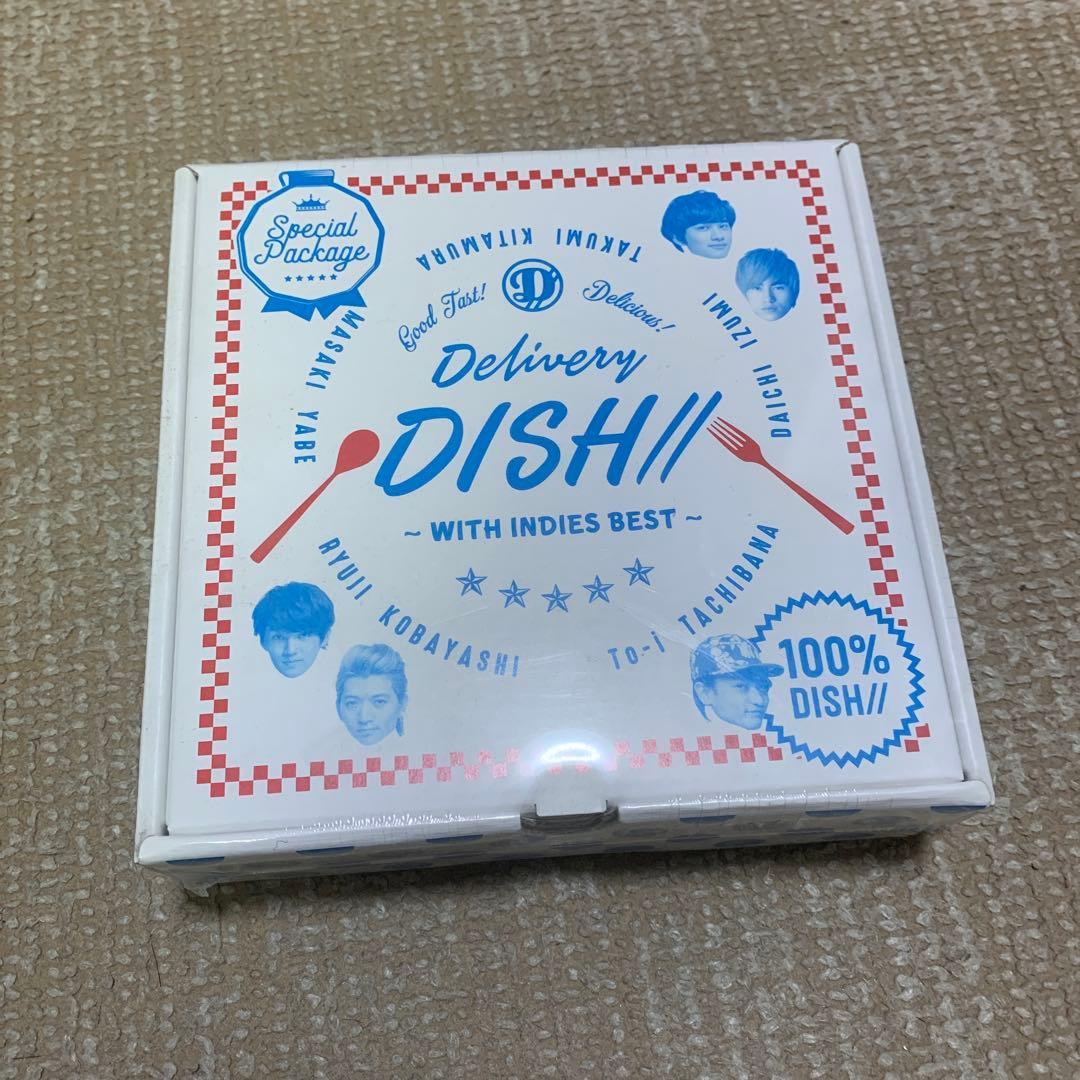 Special
Package
TAKUMI KITAMURA
Good Tast!
D//
Delicious!
MASAKI YABE
DAICHI IZUMI
Delivery
DISH//
~ WITH INDIES BEST ~
RYUJI KOBAYASHI
To-i TACHIBANA
100%
DISH//